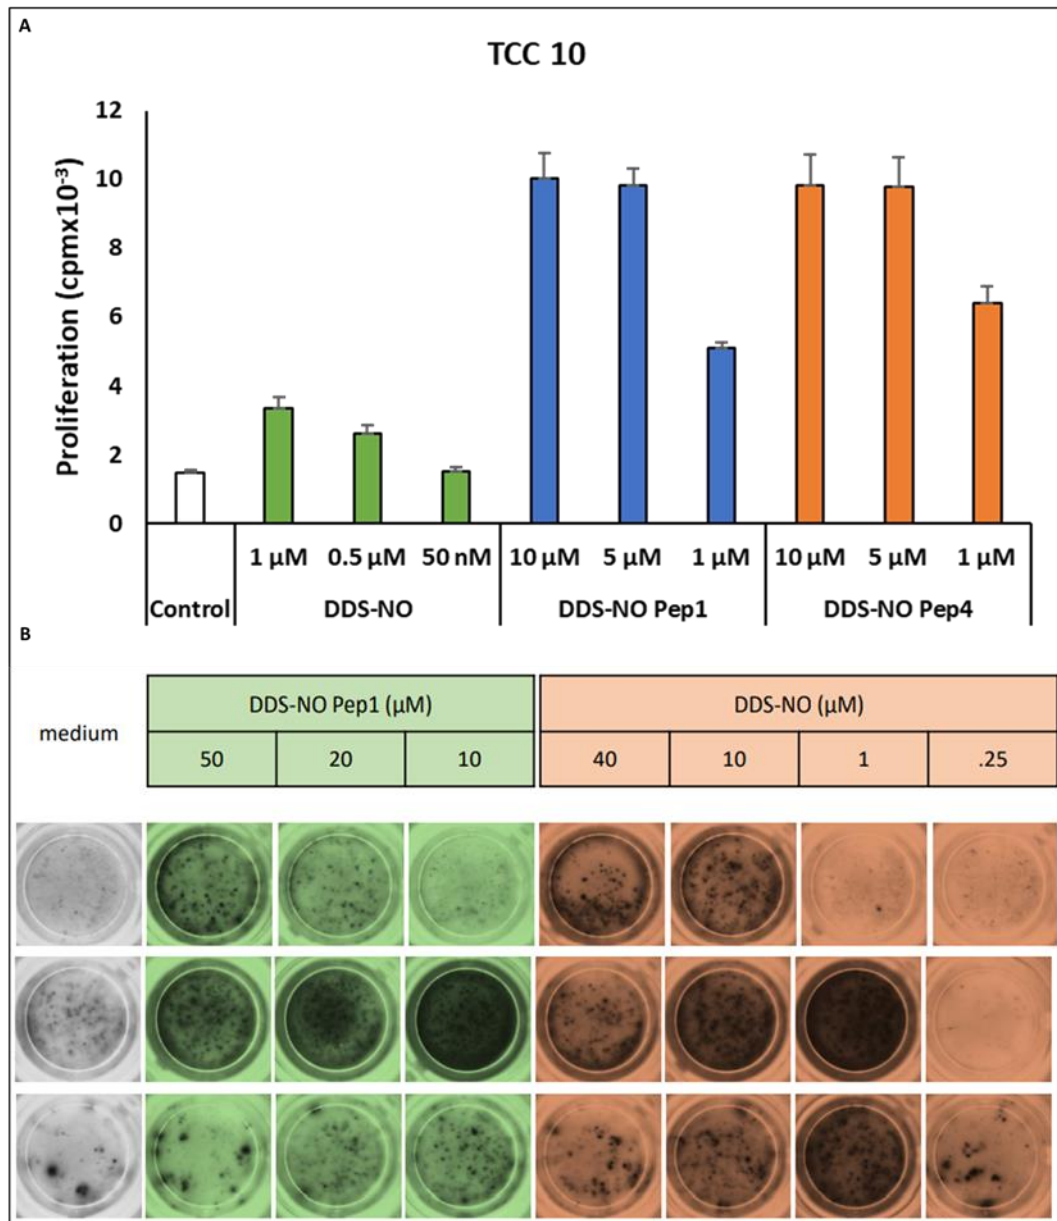 A
TCC 10
Proliferation (cpmx10-3)
12
10
8
6
4
2
0
1 µM 0.5 µM 50 nM 10 µM 5 µM 1 µM 10 µM 5 µM 1 µM
Control DDS-NO DDS-NO Pep1 DDS-NO Pep4
B
medium
DDS-NO Pep1 (µM) DDS-NO (µM)
50 20 10 40 10 1 .25